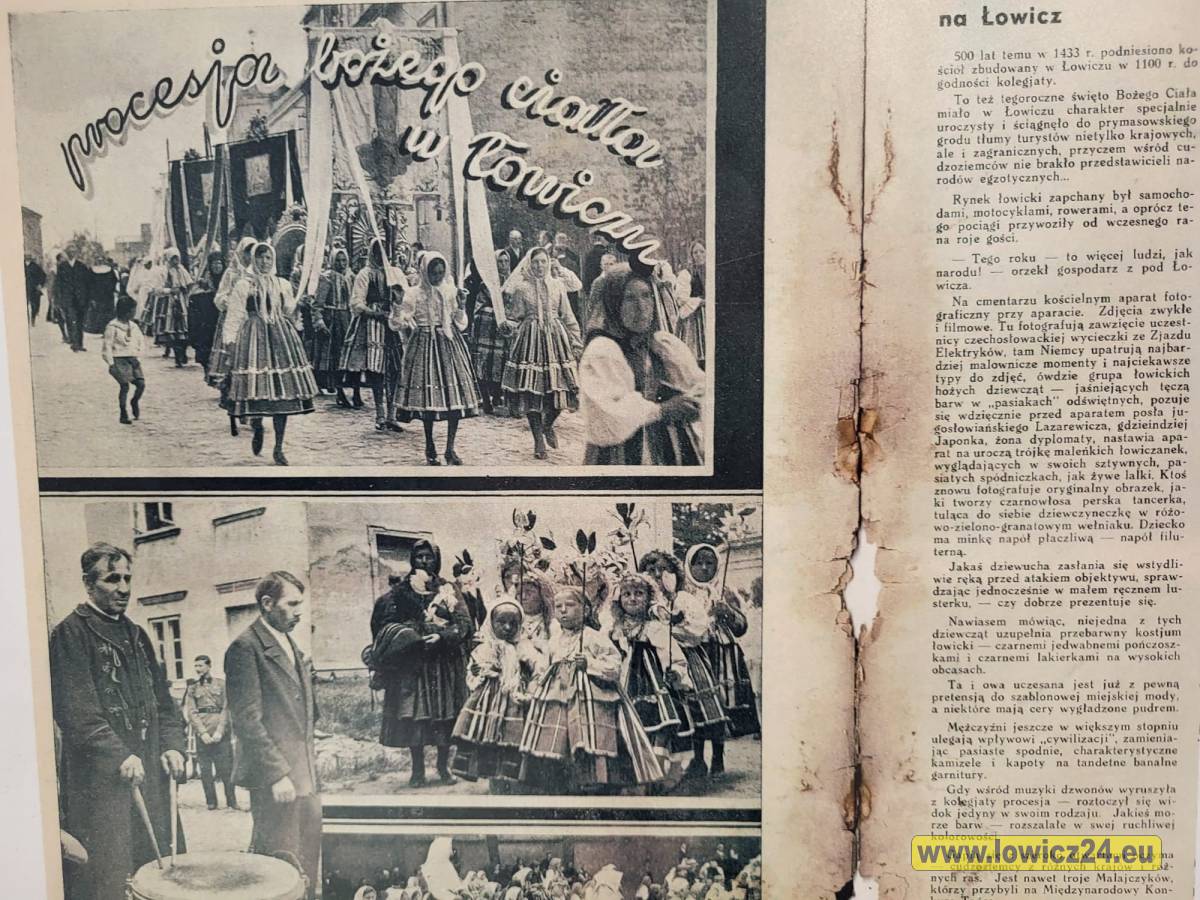 procesja bożego ciała
w Łowiczu
na Łowicz
500 lat temu w 1433 r. podniesiono ko-
ściół zbudowany w Łowiczu w 1100 r. do
godności kolegjaty.
To też tegoroczne święto Bożego Ciała
miało w Łowiczu charakter specjalnie
uroczysty i ściągnęło do prymasowskiego
grodu tłumy turystów nietylko krajowych,
ale i zagranicznych, przyczem wśród cu-
dzoziemców nie brakło przedstawicieli na-
rodów egzotycznych...
Rynek łowicki zapchany był samocho-
dami, motocyklami, rowerami, a oprócz te-
go pociągi przywoziły od wczesnego ra-
na roje gości.
— Tego roku — to więcej ludzi, jak
narodu! — orzekł gospodarz z pod Ło-
wicza.
Na cmentarzu kościelnym aparat foto-
graficzny przy aparacie. Zdjęcia zwykłe
i filmowe. Tu fotografują zawzięcie uczest-
nicy czechosłowackiej wycieczki ze Zjazdu
Elektryków, tam Niemcy upatrują najbar-
dziej malownicze momenty i najciekawsze
typy do zdjęć, ówdzie grupa łowickich
hożych dziewcząt — jaśniejących tęczą
barw w „pasiakach" odświętnych, pozuje
się wdzięcznie przed aparatem posła ju-
gosłowiańskiego Lazarewicza, gdzieindziej
Japonka, żona dyplomaty, nastawia apa-
rat na uroczą trójkę maleńkich łowiczanek,
wyglądających w swoich sztywnych, pa-
siatych spódniczkach, jak żywe lalki. Ktoś
znowu fotografuje oryginalny obrazek, ja-
ki tworzy czarnowłosa perska tancerka,
tuląca do siebie dziewczyneczkę w różo-
wo-zielono-granatowym wełniaku. Dziecko
ma minkę napół płaczliwą — napół filu-
terną.
Jakaś dziewucha zasłania się wstydli-
wie ręką przed atakiem objektywu, spraw-
dzając jednocześnie w małem ręcznem lu-
sterku, — czy dobrze prezentuje się.
Nawiasem mówiąc, niejedna z tych
dziewcząt uzupełnia przebarwny kostjum
łowicki — czarnemi jedwabnemi pończosz-
kami i czarnemi lakierkami na wysokich
obcasach.
Ta i owa uczesana jest już z pewną
pretensją do szablonowej miejskiej mody,
a niektóre mają cery wygładzone pudrem.
Mężczyźni jeszcze w większym stopniu
ulegają wpływowi „cywilizacji", zamienia-
jąc pasiaste spodnie, charakterystyczne
kamizele i kapoty na tandetne banalne
garnitury.
Gdy wśród muzyki dzwonów wyruszyła
z kolegjaty procesja — roztoczył się wi-
dok jedyny w swoim rodzaju. Jakieś mo-
rze barw — rozszalałe w swej ruchliwej
kolorowości.
www.lowicz24.eu
— cudzoziemcy z różnych krajów i róż-
nych ras. Jest nawet troje Malajczyków,
którzy przybyli na Międzynarodowy Kon-